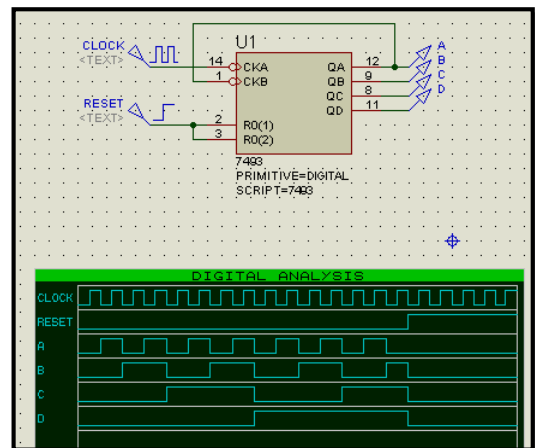 U1
A
B
C
D
CLOCK
<TEXT>
14 CKA QA 12
1 CKB QB 9
QC 8
QD 11
RESET
<TEXT>
2 R0(1)
3 R0(2)
7493
PRIMITIVE=DIGITAL
SCRIPT=7493
DIGITAL ANALYSIS
CLOCK
RESET
A
B
C
D